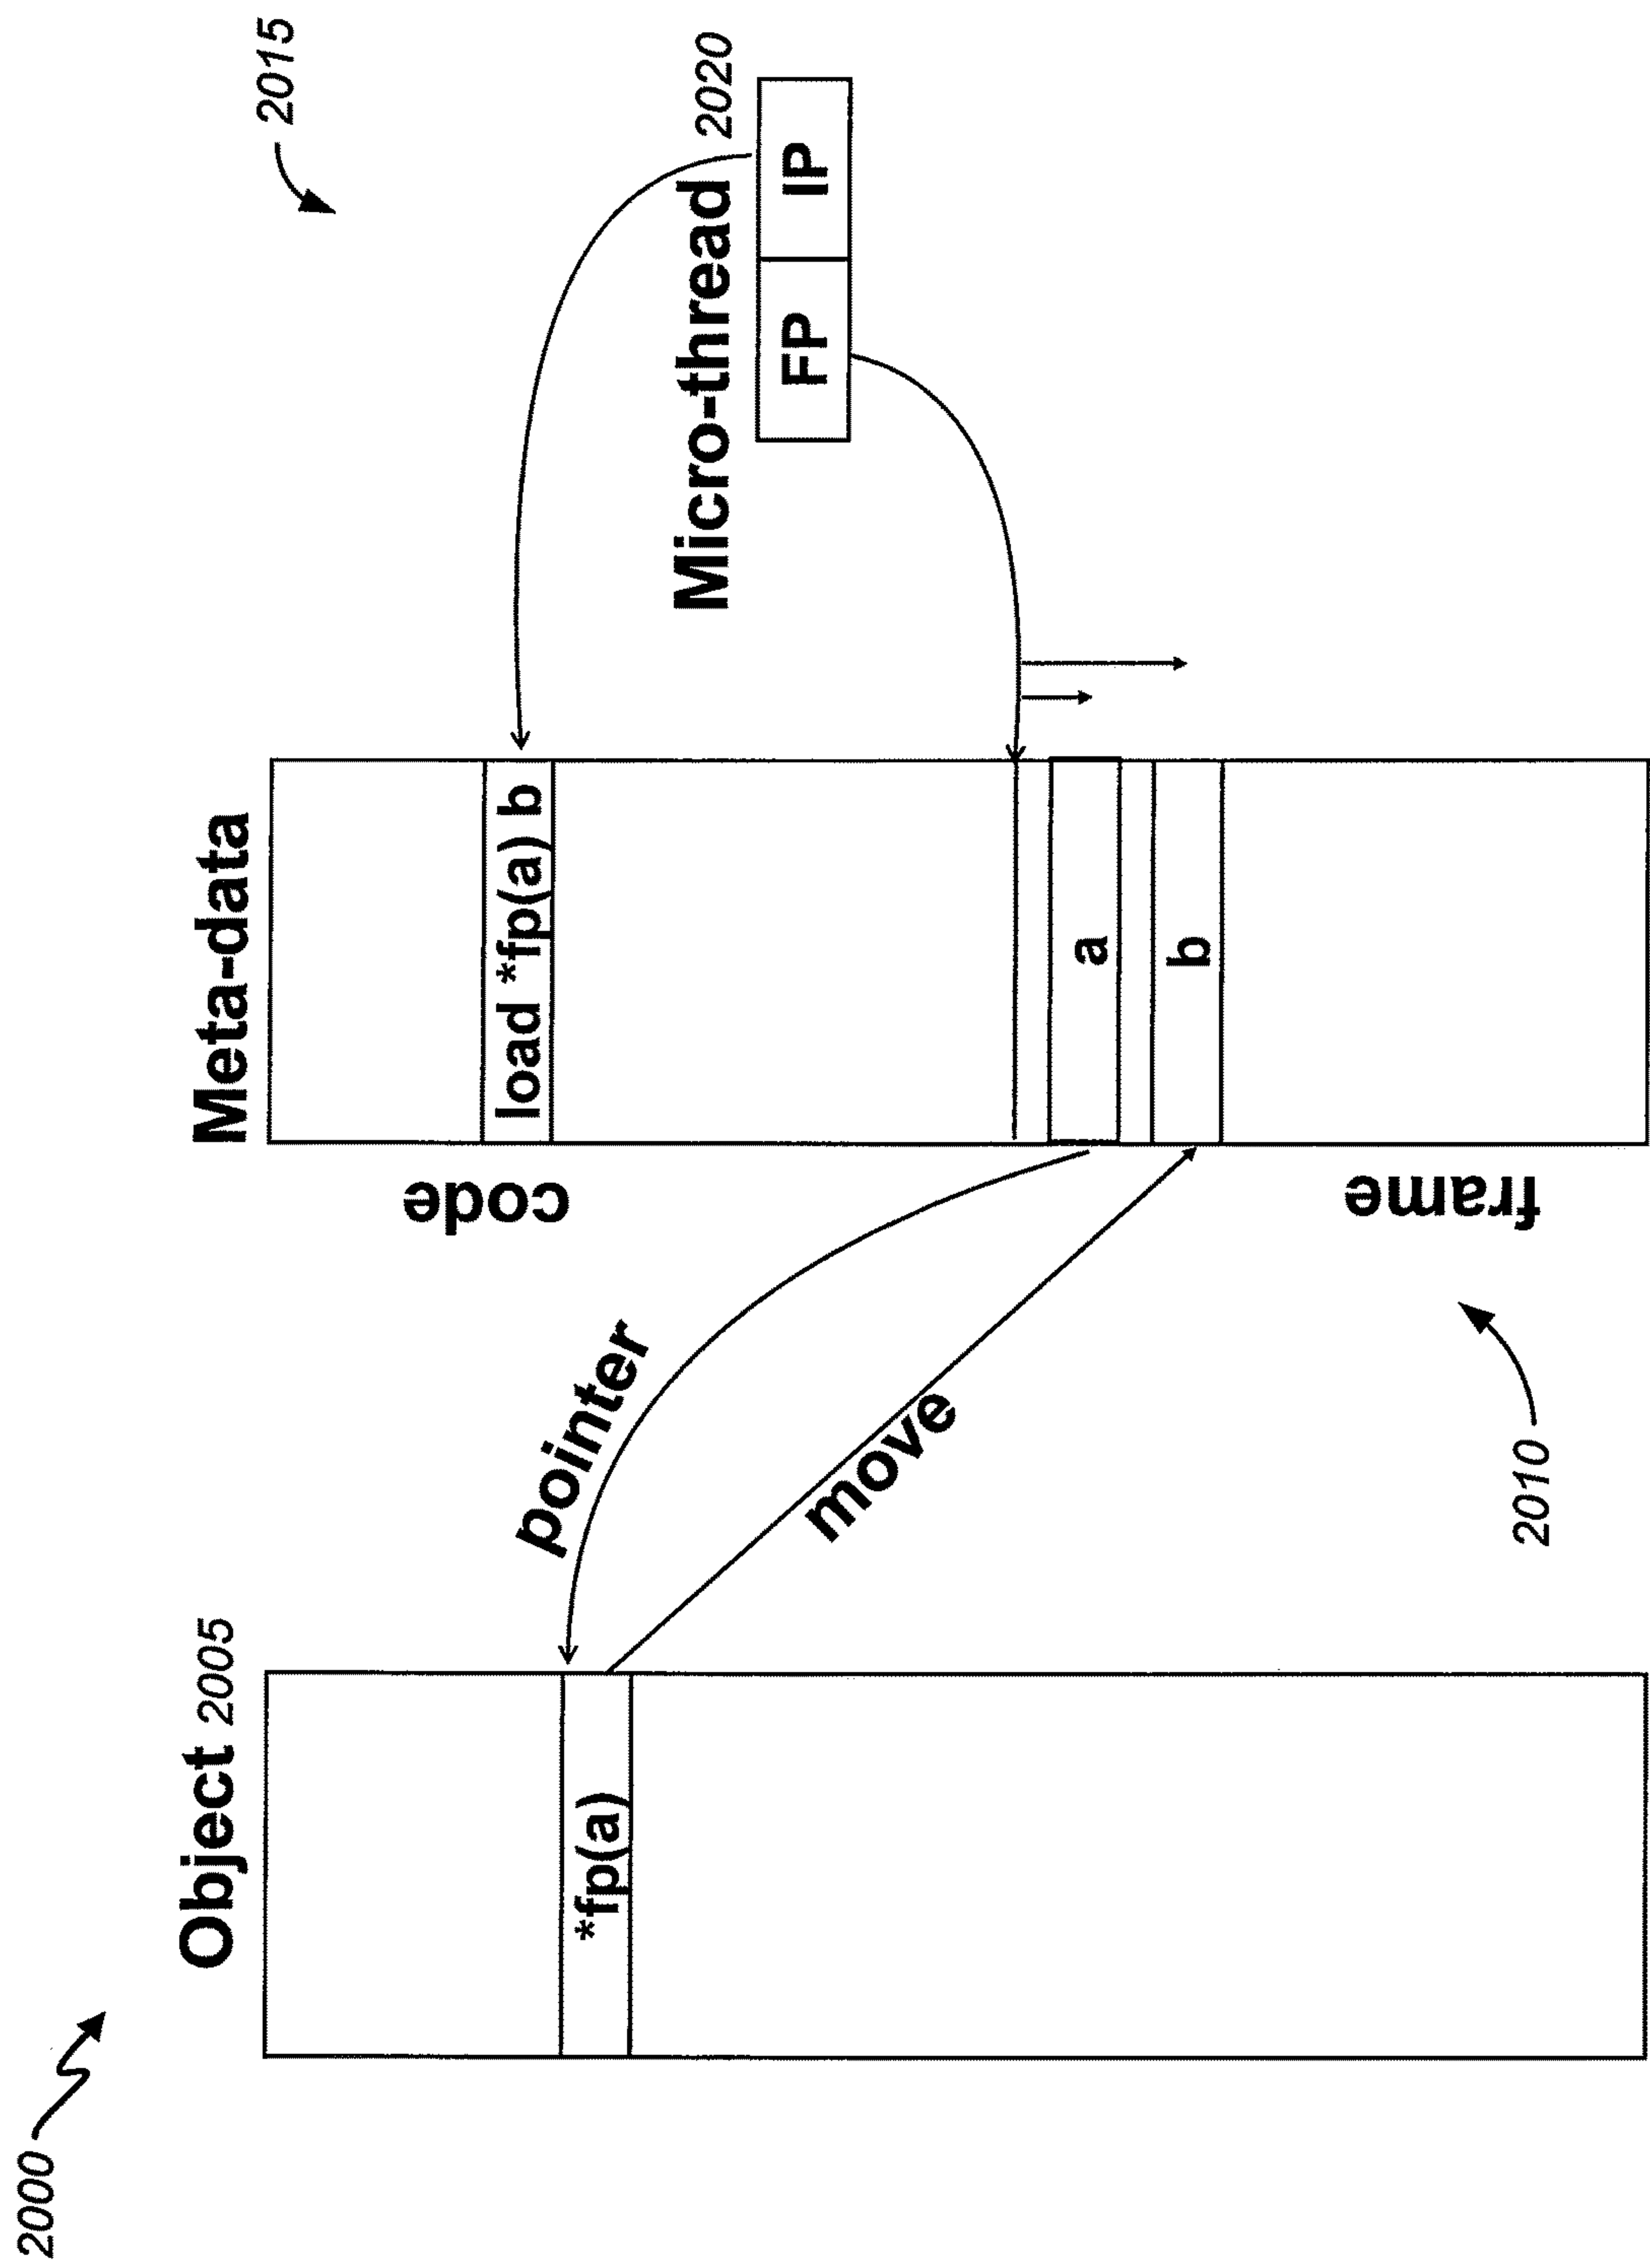 2000
Object 2005
*fp(a)
pointer
move
2010
Meta-data
code
load *fp(a) b
a
b
frame
2015
Micro-thread 2020
FP IP